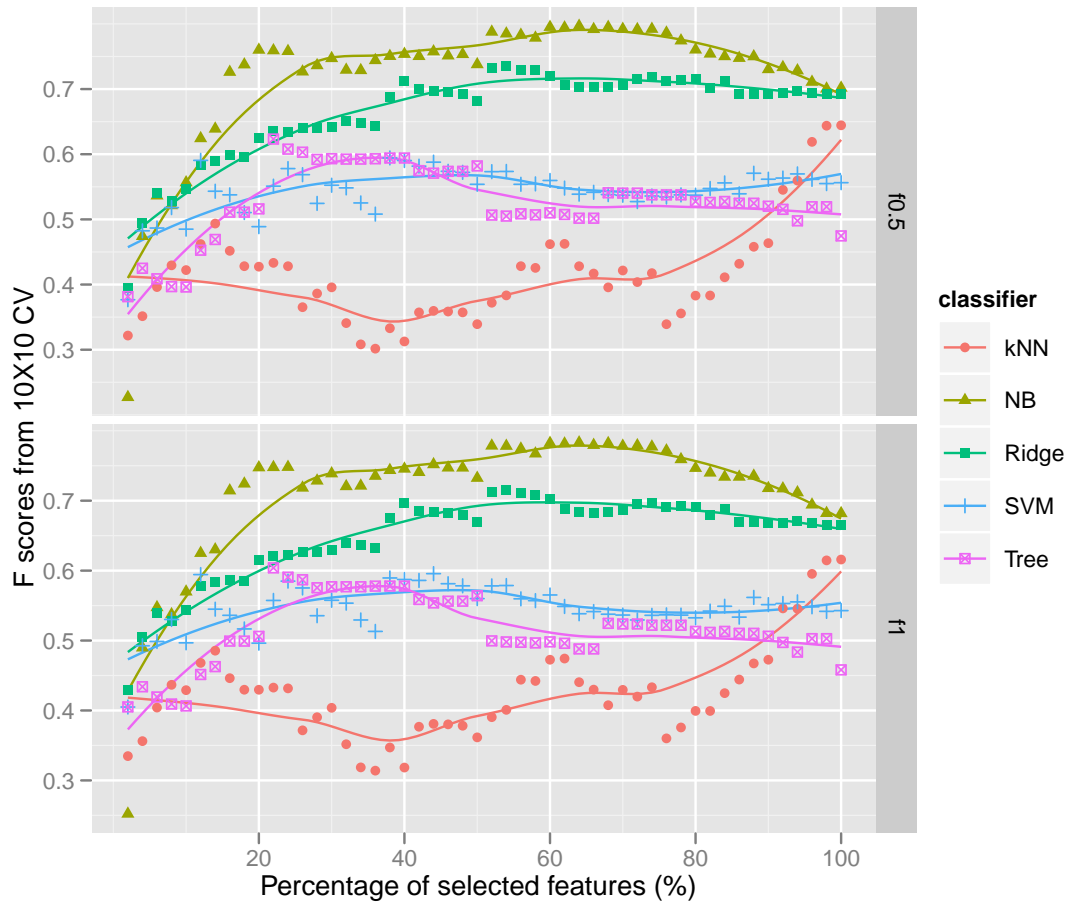 F scores from 10X10 CV
0.7
0.6
0.5
0.4
0.3
f0.5
0.7
0.6
0.5
0.4
0.3
f1
20 40 60 80 100
Percentage of selected features (%)
classifier
kNN
NB
Ridge
SVM
Tree